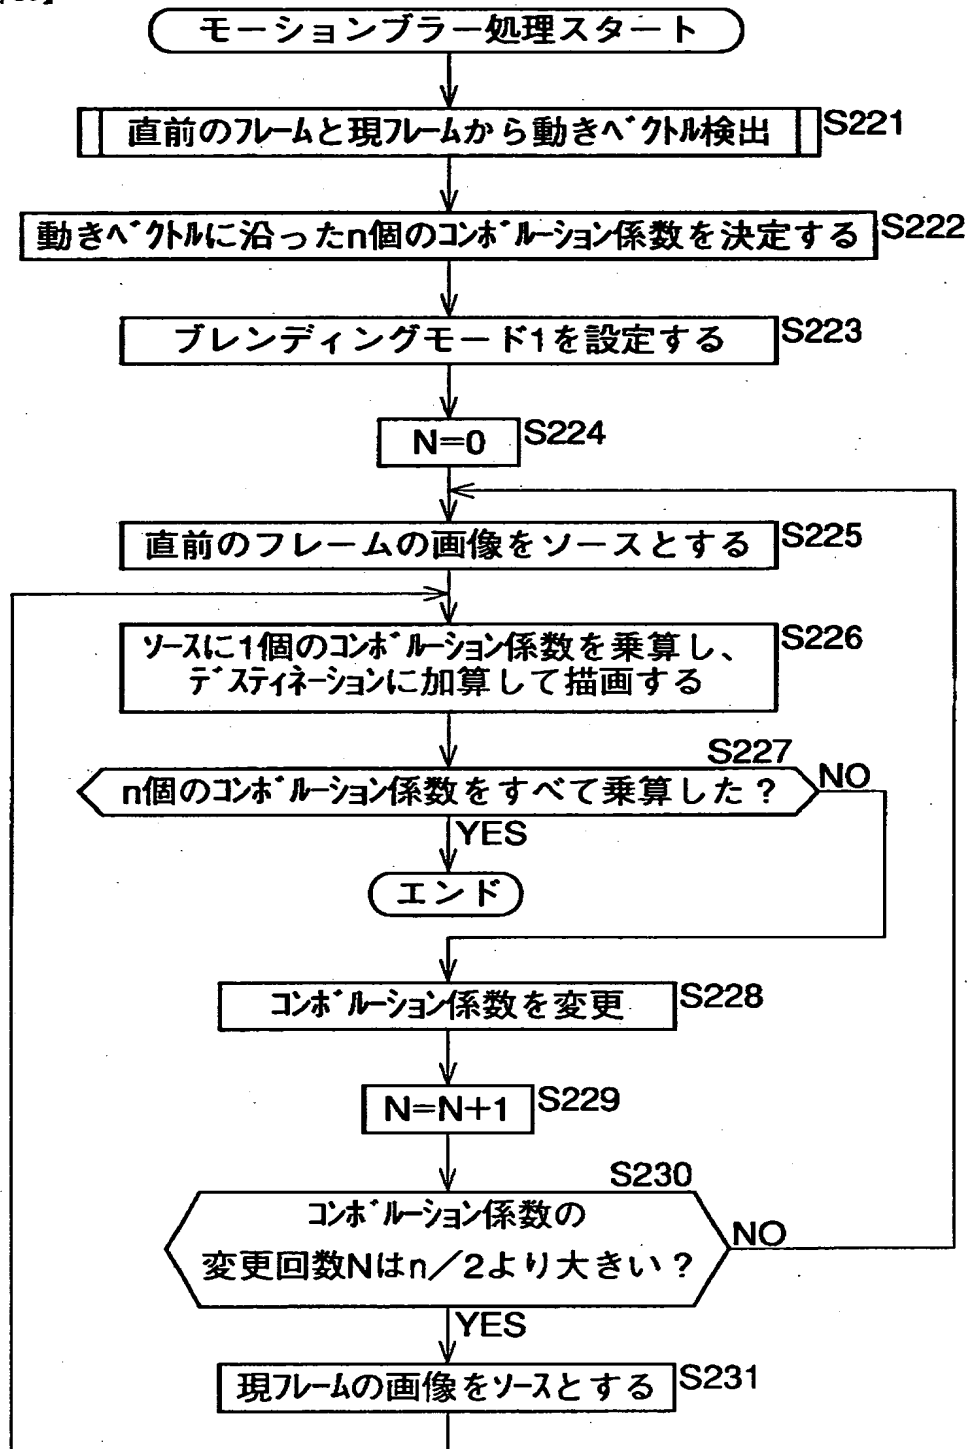 モーションブラー処理スタート
直前のフレームと現フレームから動きベクトル検出
S221
動きベクトルに沿ったn個のコンボルーション係数を決定する
S222
ブレンディングモード1を設定する
S223
N=0
S224
直前のフレームの画像をソースとする
S225
ソースに1個のコンボルーション係数を乗算し、
デスティネーションに加算して描画する
S226
S227
n個のコンボルーション係数をすべて乗算した?
NO
YES
エンド
コンボルーション係数を変更
S228
N=N+1
S229
S230
コンボルーション係数の
変更回数Nはn/2より大きい?
NO
YES
現フレームの画像をソースとする
S231